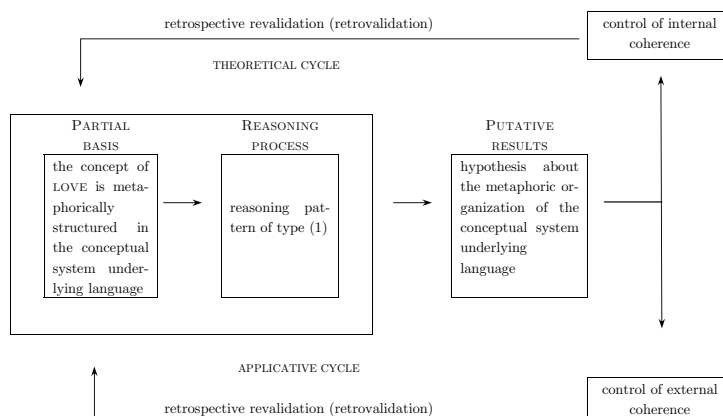 retrospective revalidation (retrovalidation)
control of internal
coherence
THEORETICAL CYCLE
PARTIAL
BASIS
the concept of
LOVE is meta-
phorically
structured in
the conceptual
system under-
lying language
REASONING
PROCESS
reasoning pat-
tern of type (1)
PUTATIVE
RESULTS
hypothesis about
the metaphoric or-
ganization of the
conceptual system
underlying
language
APPLICATIVE CYCLE
retrospective revalidation (retrovalidation)
control of external
coherence